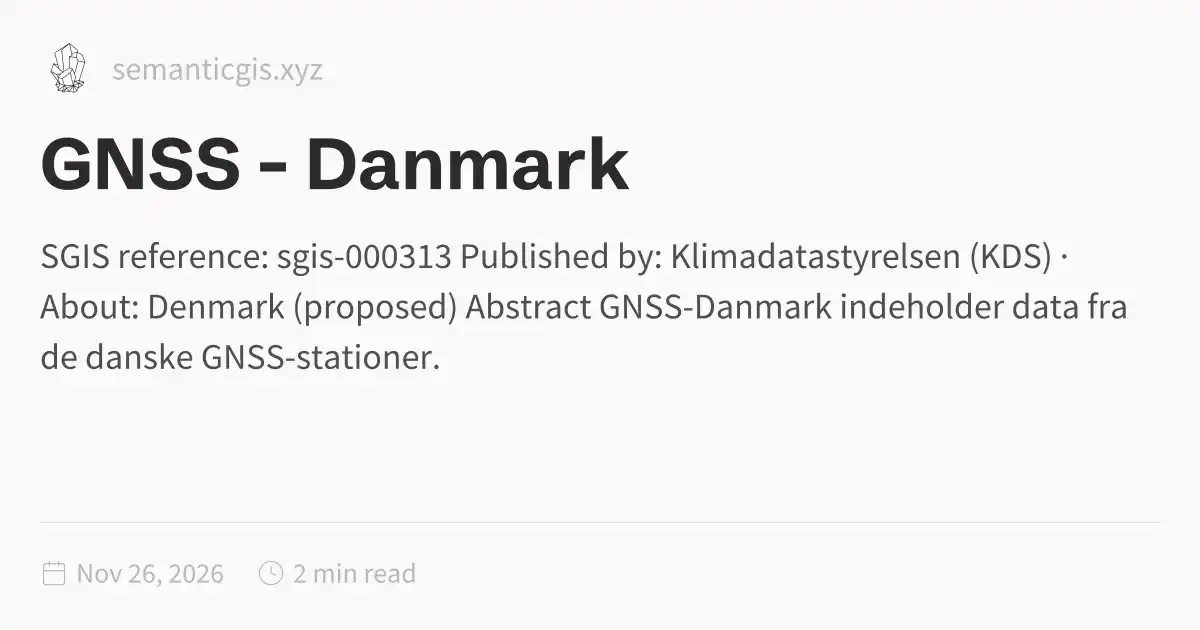 semanticgis.xyz
GNSS - Danmark
SGIS reference: sgis-000313 Published by: Klimadatastyrelsen (KDS) ·
About: Denmark (proposed) Abstract GNSS-Danmark indeholder data fra
de danske GNSS-stationer.
Nov 26, 2026 2 min read